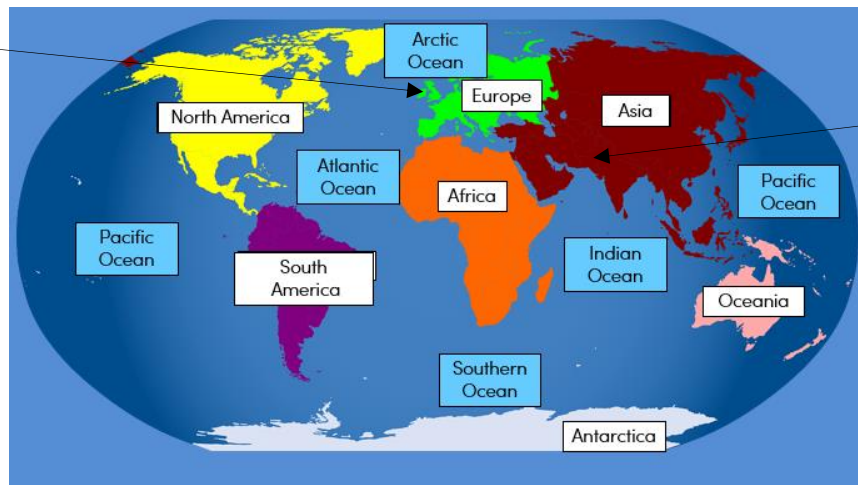 Arctic
Ocean
Europe
Asia
North America
Atlantic
Ocean
Africa
Pacific
Ocean
Pacific
Ocean
Indian
Ocean
South
America
Oceania
Southern
Ocean
Antarctica